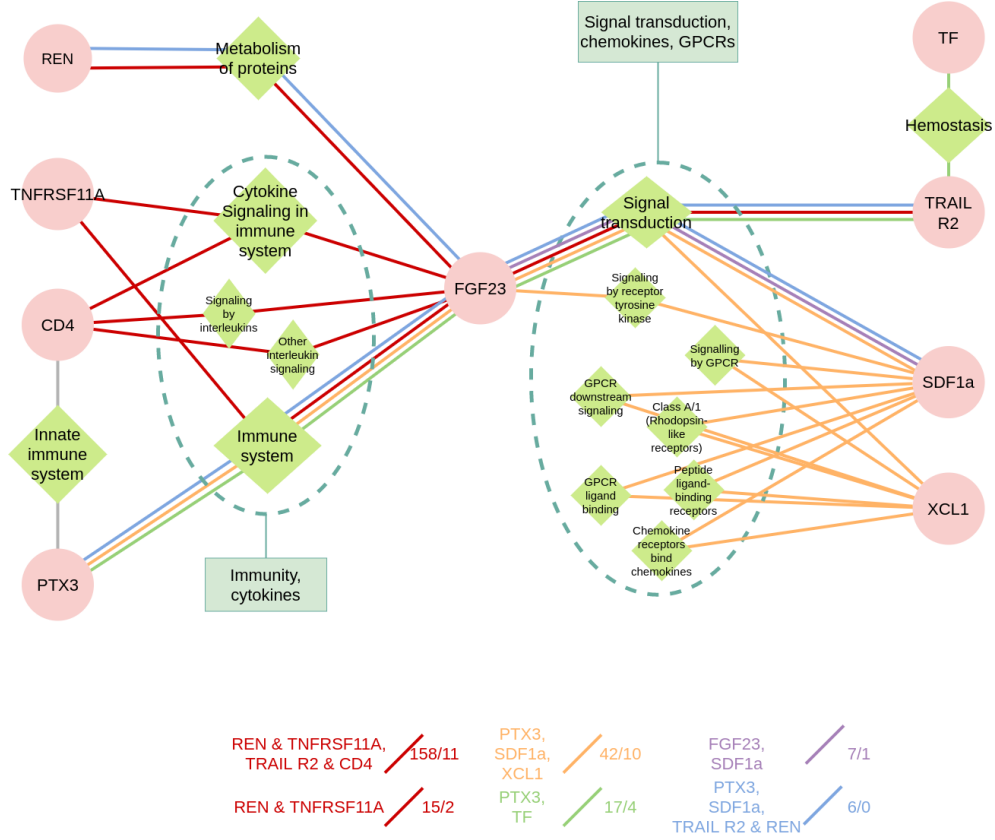 Signal transduction,
chemokines, GPCRs
REN
Metabolism
of proteins
TF
Hemostasis
TNFRSF11A
Cytokine
Signaling in
immune
system
Signal
transduction
TRAIL
R2
FGF23
Signaling
by receptor
tyrosine
kinase
CD4
Signaling
by
interleukins
Other
interleukin
signaling
Signalling
by GPCR
SDF1a
GPCR
downstream
signaling
Class A/1
(Rhodopsin-
like
receptors)
Innate
immune
system
Immune
system
Peptide
ligand-
binding
receptors
GPCR
ligand
binding
XCL1
Chemokine
receptors
bind
chemokines
PTX3
Immunity,
cytokines
REN & TNFRSF11A,
TRAIL R2 & CD4
158/11
PTX3,
SDF1a,
XCL1
42/10
FGF23,
SDF1a
7/1
REN & TNFRSF11A
15/2
PTX3,
TF
17/4
PTX3,
SDF1a,
TRAIL R2 & REN
6/0